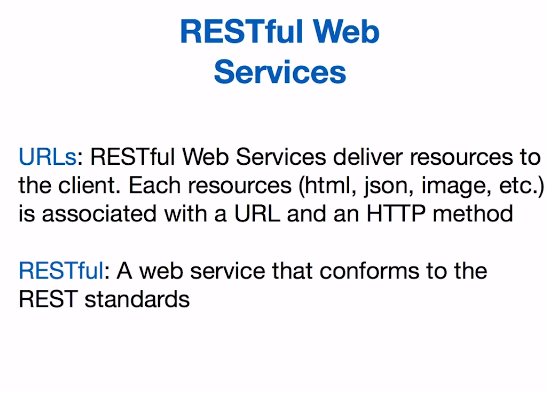 RESTful Web
Services
URLs: RESTful Web Services deliver resources to
the client. Each resources (html, json, image, etc.)
is associated with a URL and an HTTP method
RESTful: A web service that conforms to the
REST standards